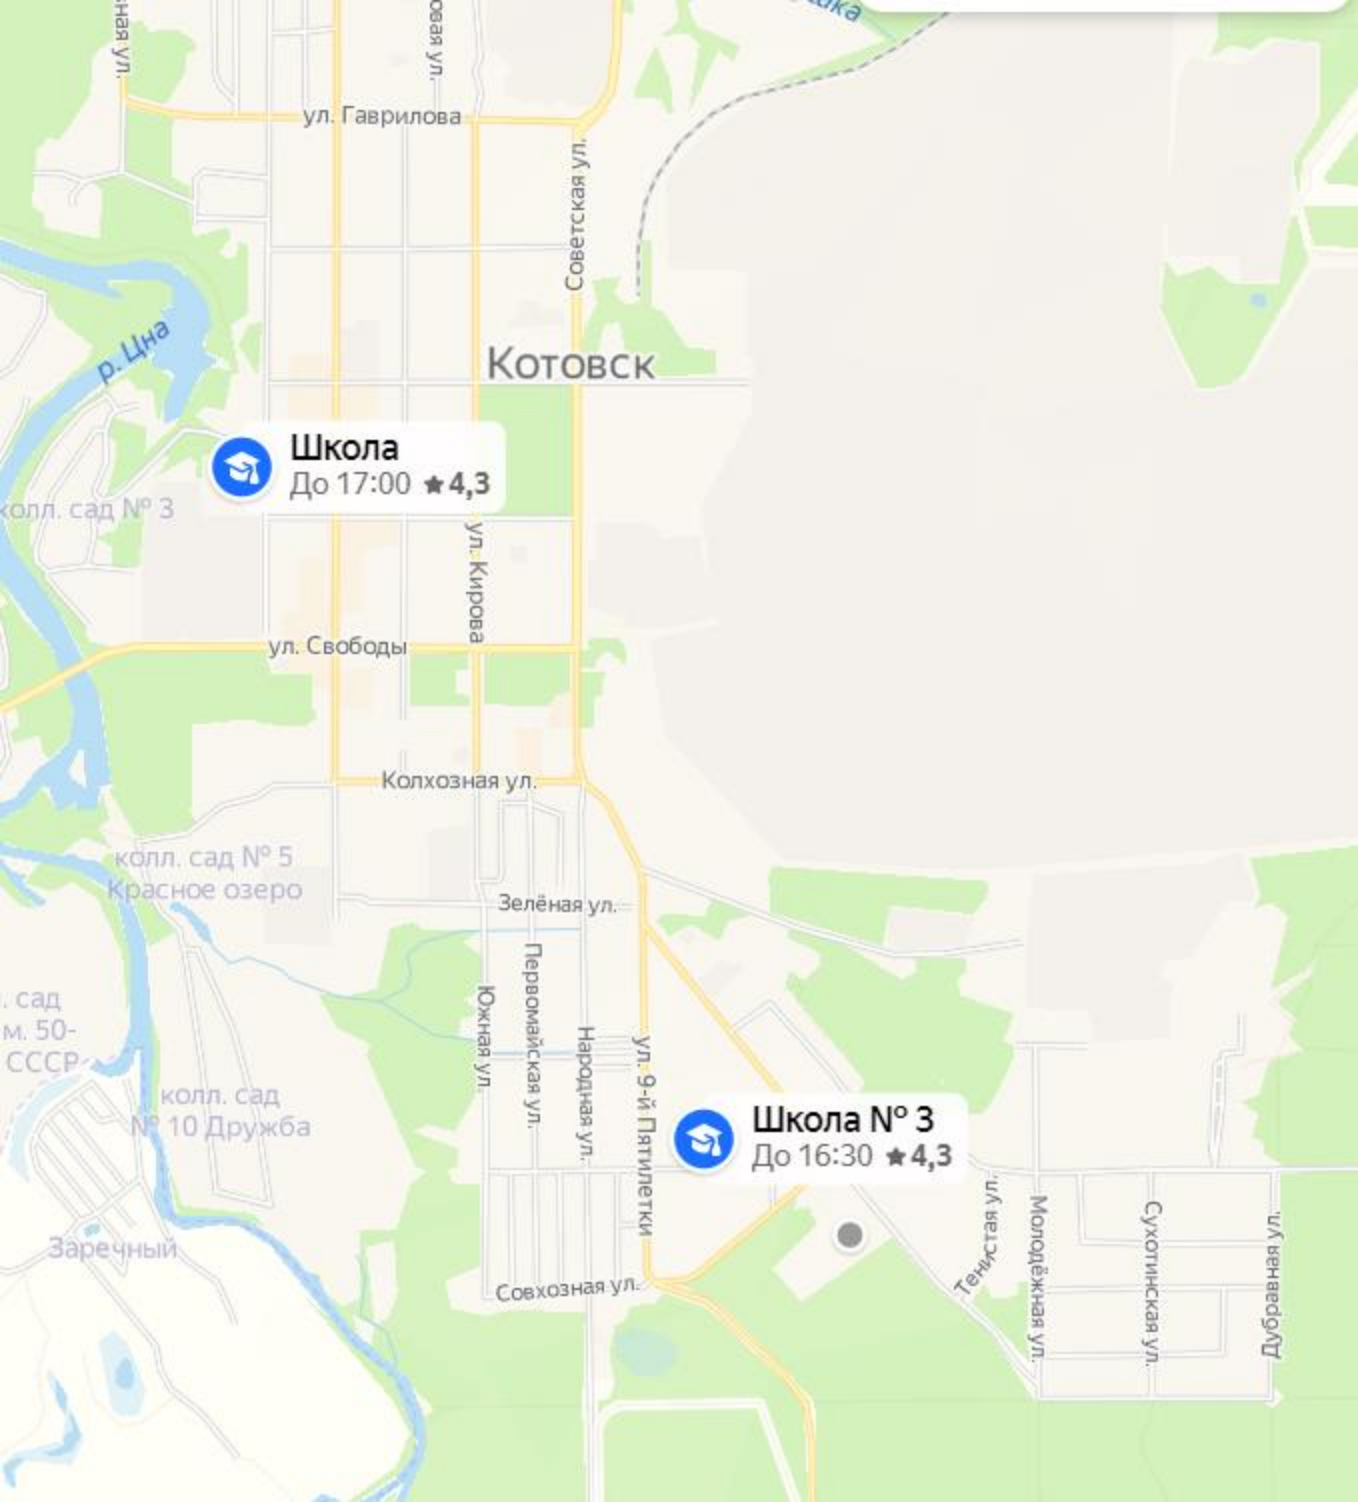 ул. Гаврилова
Советская ул.
р. Цна
Котовск
Школа
До 17:00 ★4,3
колл. сад № 3
ул. Кирова
ул. Свободы
Колхозная ул.
колл. сад № 5
Красное озеро
Зелёная ул.
Первомайская ул.
Южная ул.
Народная ул.
ул. 9-й Пятилетки
. сад
м. 50-
СССР
колл. сад
№ 10 Дружба
Школа № 3
До 16:30 ★4,3
Заречный
Совхозная ул.
Тенистая ул.
Молодёжная ул.
Сухотинская ул.
Дубравная ул.